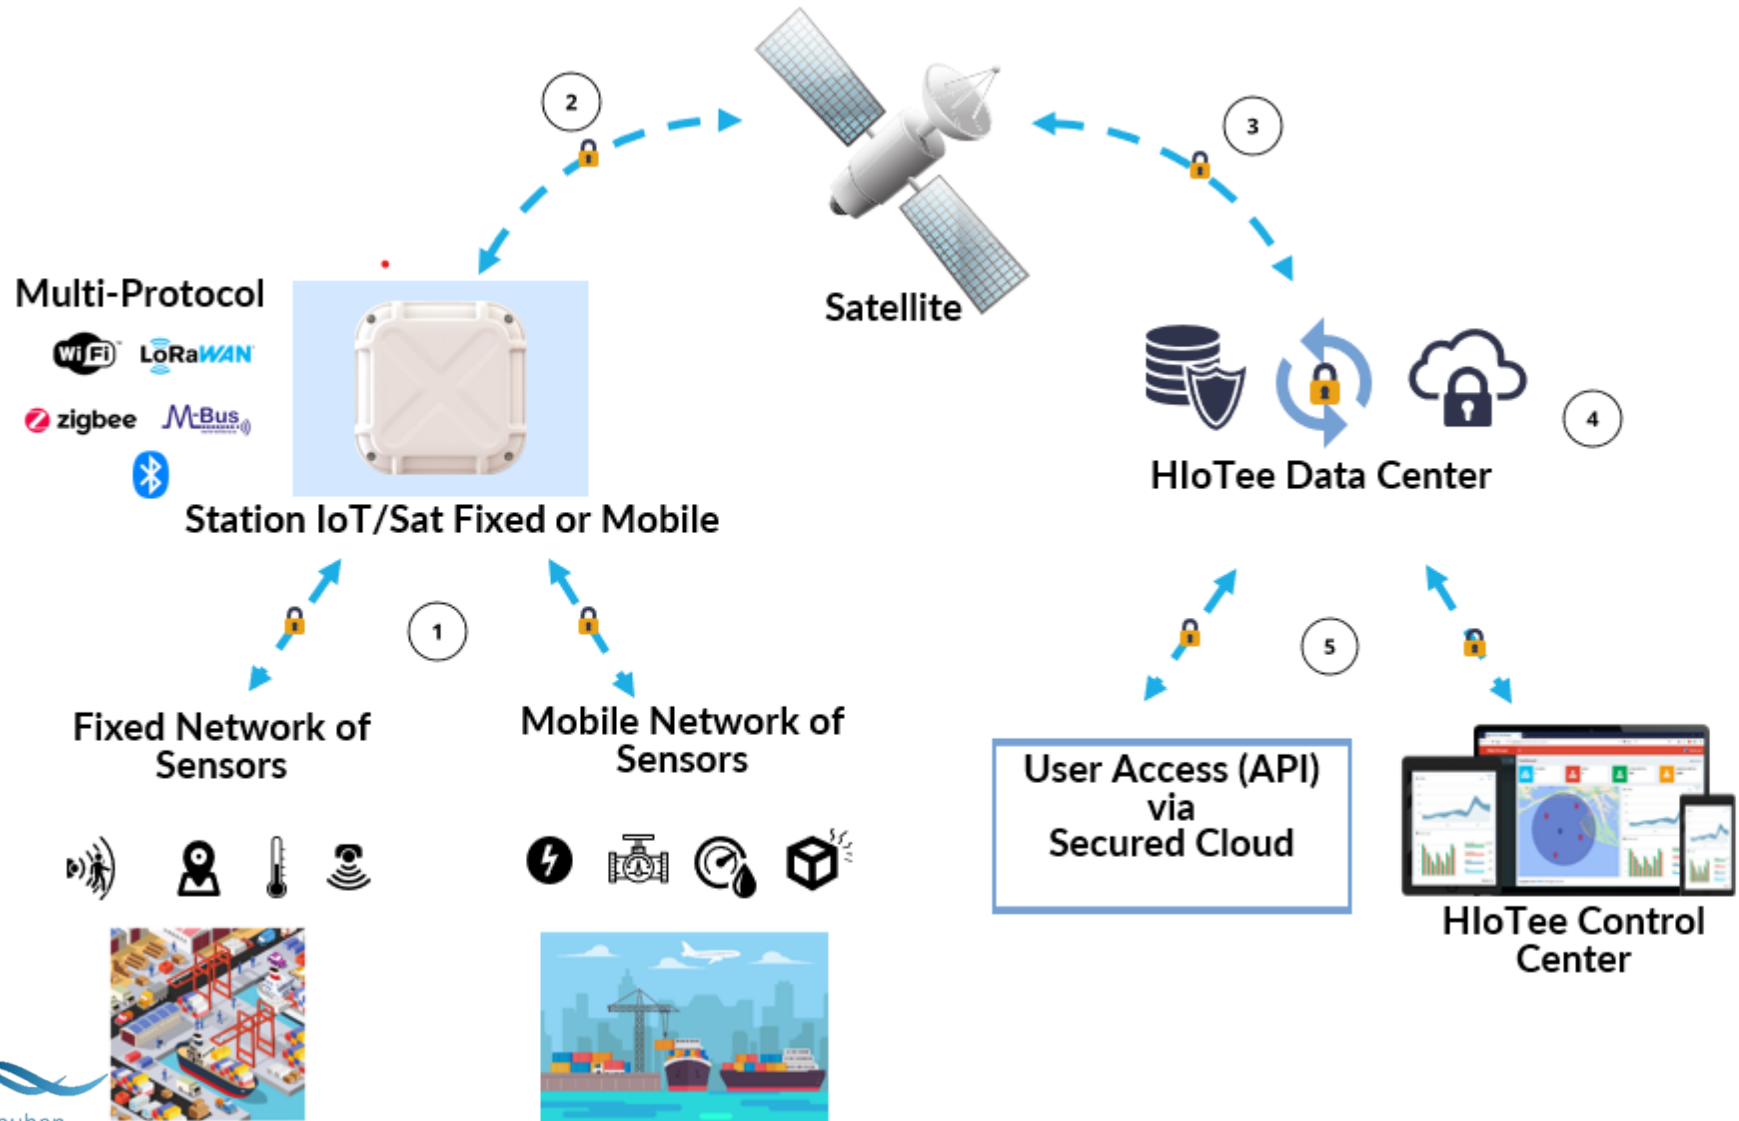 2
3
Multi-Protocol
WiFi
LoRaWAN
zigbee
M-Bus
Satellite
4
HIoTee Data Center
Station IoT/Sat Fixed or Mobile
1
5
Fixed Network of
Sensors
Mobile Network of
Sensors
User Access (API)
via
Secured Cloud
HIoTee Control
Center